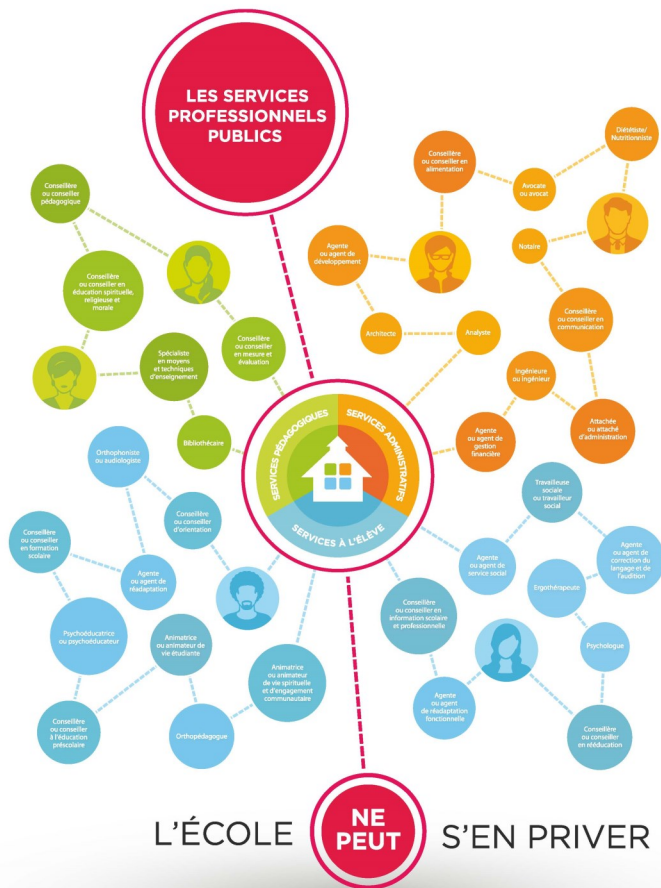 LES SERVICES
PROFESSIONNELS
PUBLICS
Conseillère
ou conseiller
pédagogique
Conseillère
ou conseiller en
éducation spirituelle,
religieuse et
morale
Spécialiste
en moyens
et techniques
d'enseignement
Conseillère
ou conseiller
en mesure et
évaluation
Bibliothécaire
Conseillère
ou conseiller en
alimentation
Diététiste/
Nutritionniste
Avocate
ou avocat
Agente
ou agent de
développement
Notaire
Architecte
Analyste
Conseillère
ou conseiller en
communication
Ingénieure
ou ingénieur
Agente
ou agent de
gestion
financière
Attachée
ou attaché
d'administration
SERVICES PÉDAGOGIQUES
SERVICES ADMINISTRATIFS
SERVICES À L'ÉLÈVE
Orthophoniste
ou audiologiste
Conseillère
ou conseiller
d'orientation
Conseillère
ou conseiller
en formation
scolaire
Agente
ou agent de
réadaptation
Psychoéducatrice
ou psychoéducateur
Animatrice
ou animateur de
vie étudiante
Animatrice
ou animateur
de vie spirituelle
et d'engagement
communautaire
Conseillère
ou conseiller
à l'éducation
préscolaire
Orthopédagogue
Travailleuse
sociale
ou travailleur
social
Agente
ou agent de
service social
Agente
ou agent de
correction du
langage et de
l'audition
Ergothérapeute
Conseillère
ou conseiller en
information scolaire
et professionnelle
Psychologue
Agente
ou agent
de réadaptation
fonctionnelle
Conseillère
ou conseiller
en rééducation
L'ÉCOLE
NE
PEUT
S'EN PRIVER